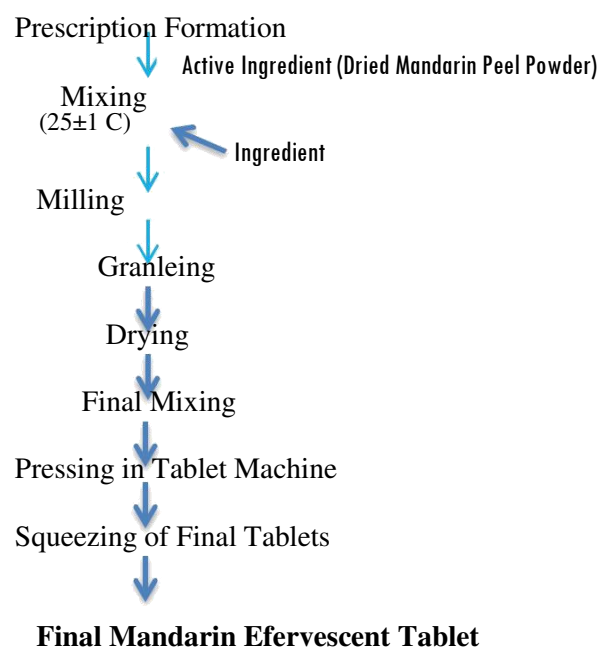 Prescription Formation
Active Ingredient (Dried Mandarin Peel Powder)
Mixing
(25±1 C)
Ingredient
Milling
Granleing
Drying
Final Mixing
Pressing in Tablet Machine
Squeezing of Final Tablets
Final Mandarin Efervescent Tablet